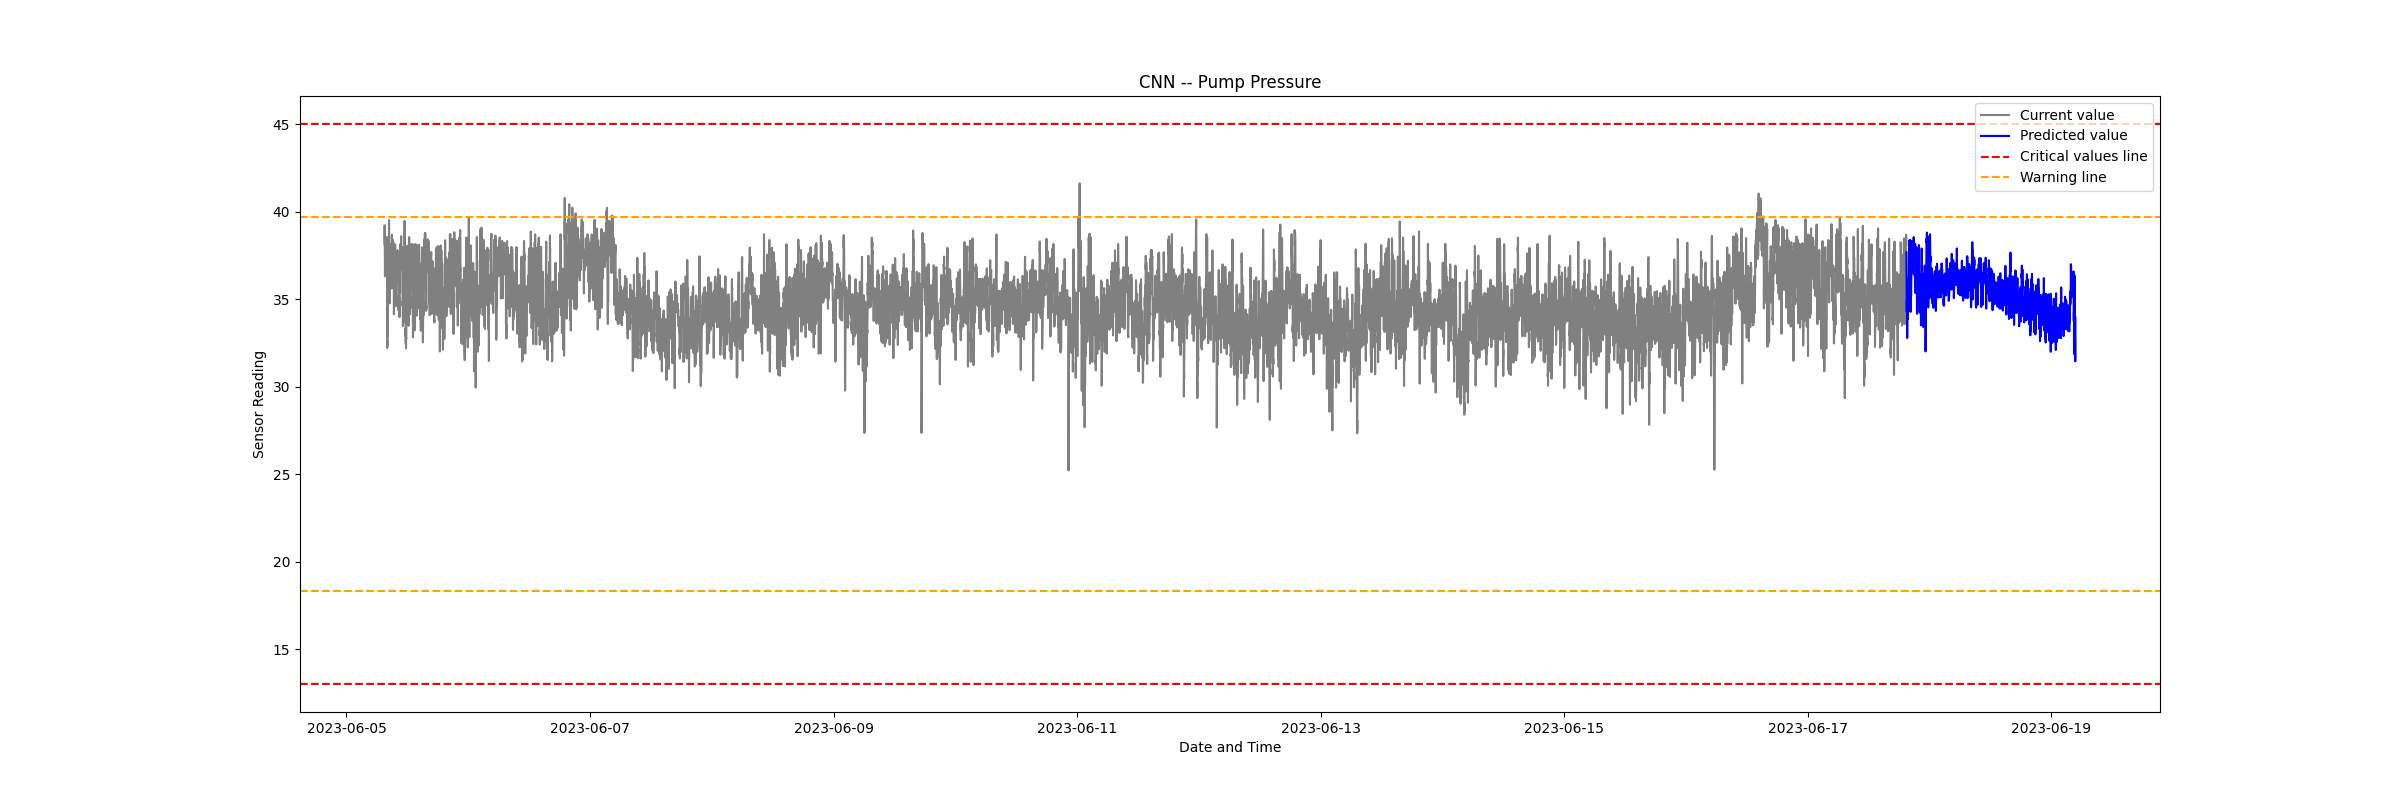 CNN -- Pump Pressure
Current value
Predicted value
Critical values line
Warning line
45
40
35
30
25
20
15
Sensor Reading
2023-06-05
2023-06-07
2023-06-09
2023-06-11
2023-06-13
2023-06-15
2023-06-17
2023-06-19
Date and Time